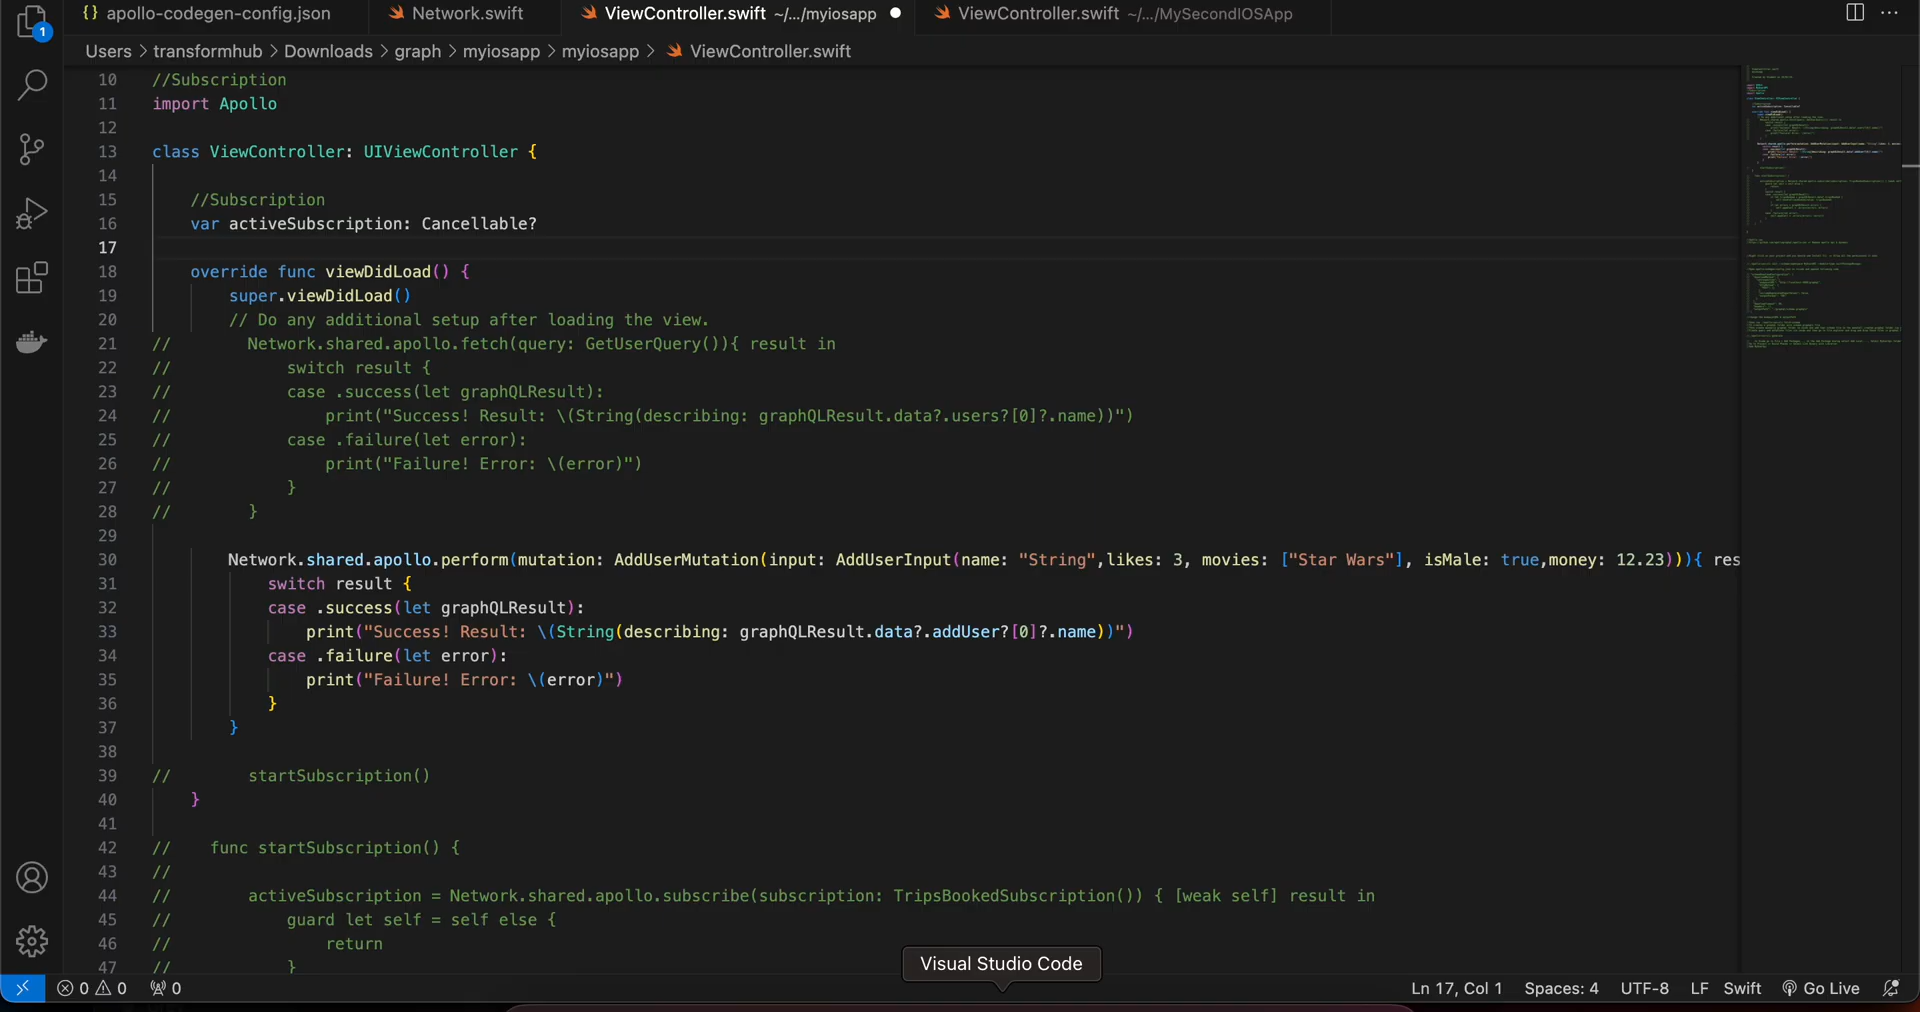 {} apollo-codegen-config.json
Network.swift
ViewController.swift ~/.../myiosapp
ViewController.swift ~/.../MySecondIOSApp
1
Users > transformhub > Downloads > graph > myiosapp > myiosapp > ViewController.swift
10 //Subscription
11 import Apollo
12
13 class ViewController: UIViewController {
14
15 //Subscription
16 var activeSubscription: Cancellable?
17
18 override func viewDidLoad() {
19 super.viewDidLoad()
20 // Do any additional setup after loading the view.
21 // Network.shared.apollo.fetch(query: GetUserQuery()){ result in
22 // switch result {
23 // case .success(let graphQLResult):
24 // print("Success! Result: \(String(describing: graphQLResult.data?.users?[0]?.name))")
25 // case .failure(let error):
26 // print("Failure! Error: \(error)")
27 // }
28 // }
29
30 Network.shared.apollo.perform(mutation: AddUserMutation(input: AddUserInput(name: "String",likes: 3, movies: ["Star Wars"], isMale: true,money: 12.23))){ res
31 switch result {
32 case .success(let graphQLResult):
33 print("Success! Result: \(String(describing: graphQLResult.data?.addUser?[0]?.name))")
34 case .failure(let error):
35 print("Failure! Error: \(error)")
36 }
37 }
38
39 // startSubscription()
40 }
41
42 // func startSubscription() {
43 //
44 // activeSubscription = Network.shared.apollo.subscribe(subscription: TripsBookedSubscription()) { [weak self] result in
45 // guard let self = self else {
46 // return
47 // }
Visual Studio Code
0 0 0
Ln 17, Col 1 Spaces: 4 UTF-8 LF Swift Go Live